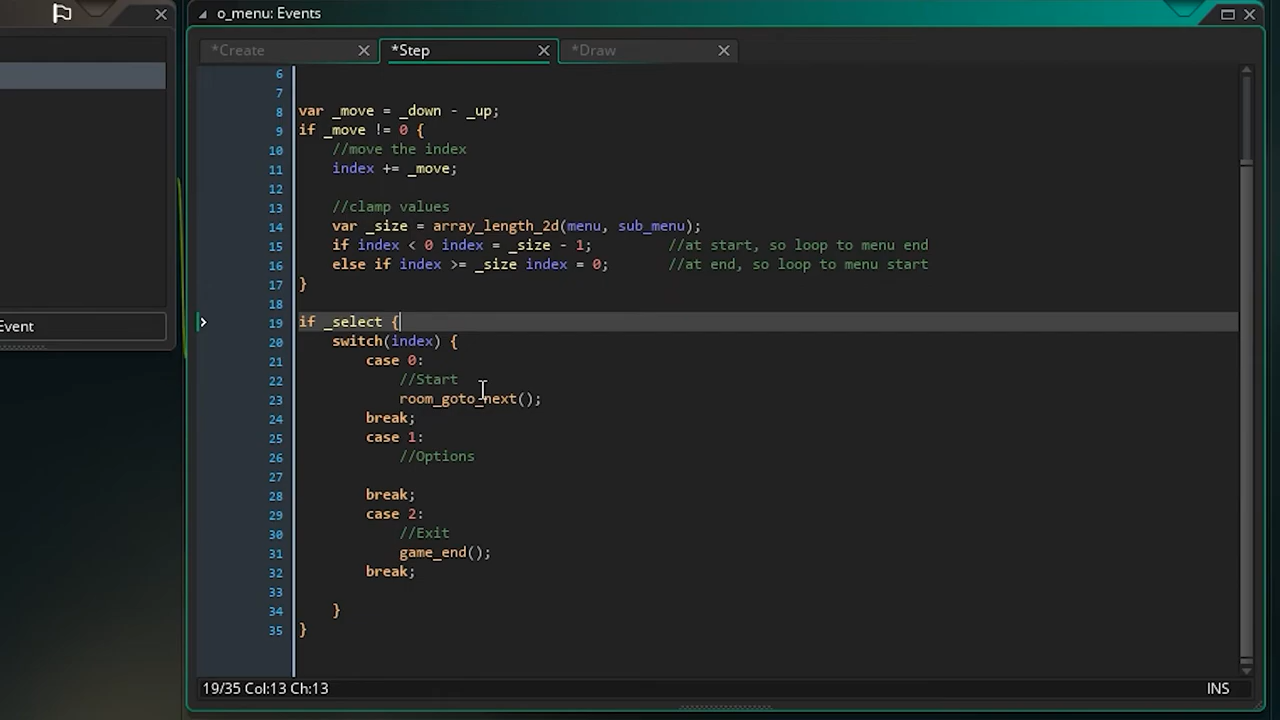 o_menu: Events
*Create
*Step
*Draw
Event
6
7
8 var _move = _down - _up;
9 if _move != 0 {
10 //move the index
11 index += _move;
12
13 //clamp values
14 var _size = array_length_2d(menu, sub_menu);
15 if index < 0 index = _size - 1; //at start, so loop to menu end
16 else if index >= _size index = 0; //at end, so loop to menu start
17 }
18
19 if _select {
20 switch(index) {
21 case 0:
22 //Start
23 room_goto_next();
24 break;
25 case 1:
26 //Options
27
28 break;
29 case 2:
30 //Exit
31 game_end();
32 break;
33
34 }
35 }
19/35 Col:13 Ch:13
INS